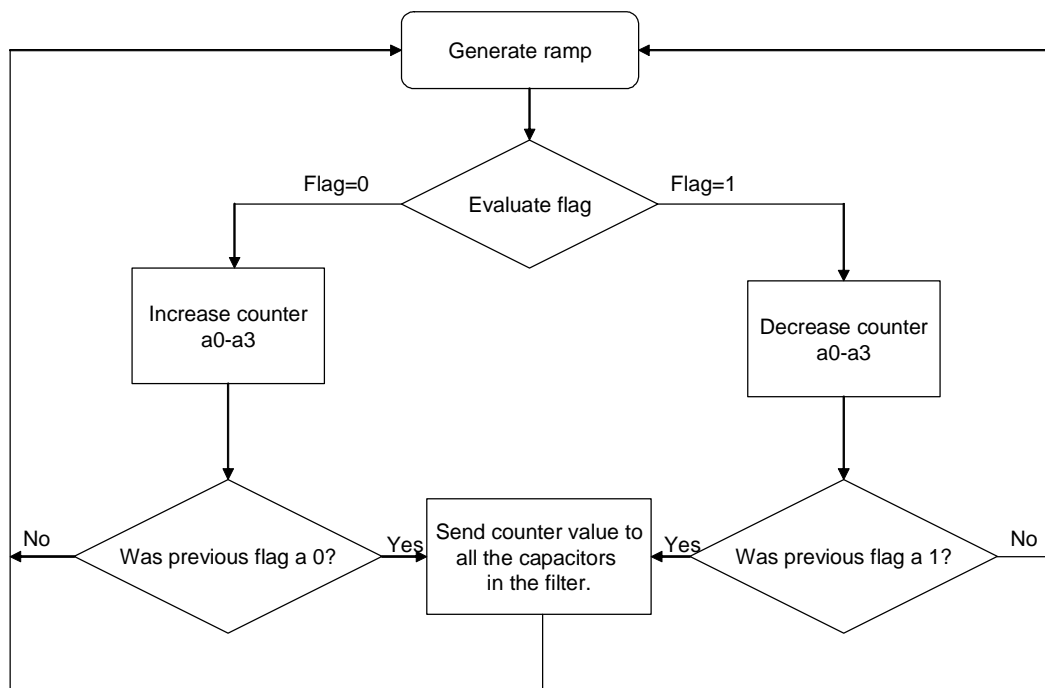 Generate ramp
Flag=0
Flag=1
Evaluate flag
Increase counter
a0-a3
Decrease counter
a0-a3
No
Was previous flag a 0?
Yes
Send counter value to
all the capacitors
in the filter.
Yes
Was previous flag a 1?
No